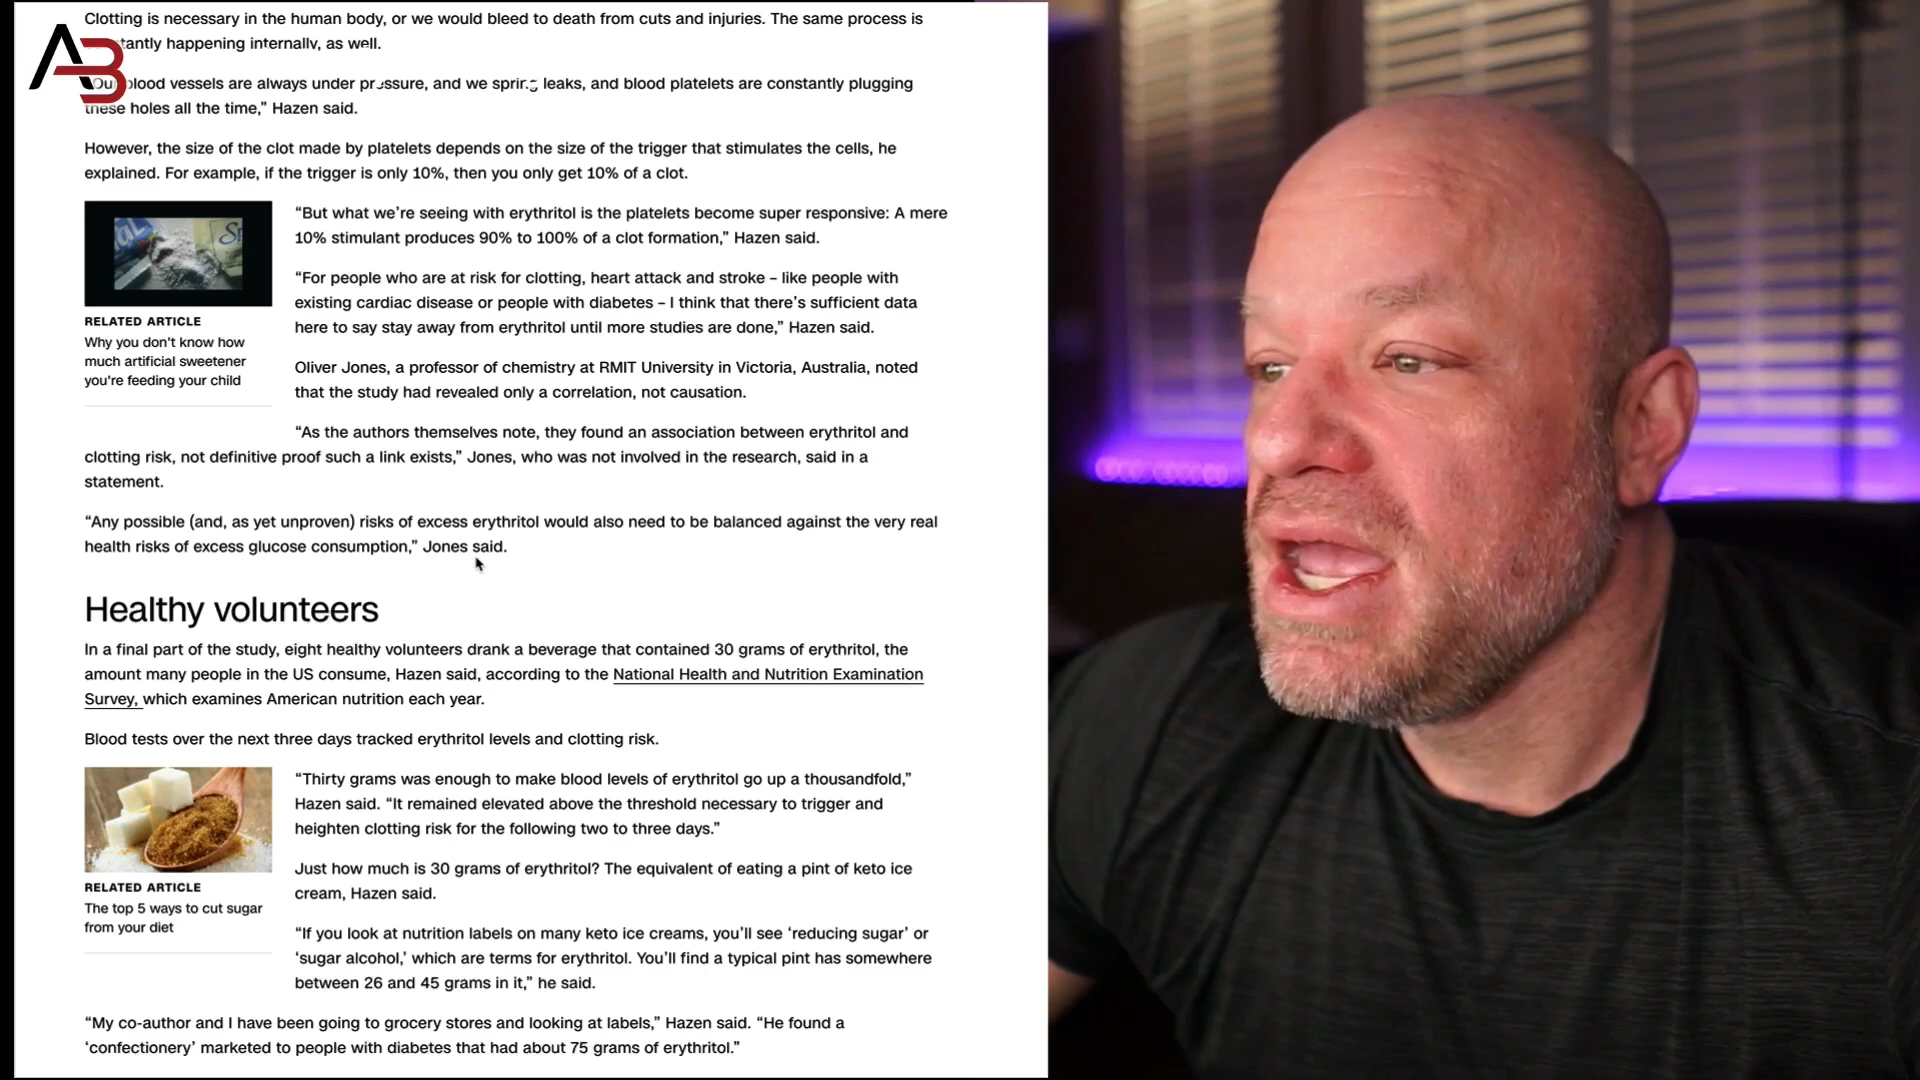 Clotting is necessary in the human body, or we would bleed to death from cuts and injuries. The same process is
tantly happening internally, as well.
AB
“Our blood vessels are always under pressure, and we spring leaks, and blood platelets are constantly plugging
these holes all the time,” Hazen said.
However, the size of the clot made by platelets depends on the size of the trigger that stimulates the cells, he
explained. For example, if the trigger is only 10%, then you only get 10% of a clot.
“But what we’re seeing with erythritol is the platelets become super responsive: A mere
10% stimulant produces 90% to 100% of a clot formation,” Hazen said.
“For people who are at risk for clotting, heart attack and stroke – like people with
existing cardiac disease or people with diabetes – I think that there’s sufficient data
here to say stay away from erythritol until more studies are done,” Hazen said.
RELATED ARTICLE
Why you don't know how
much artificial sweetener
you're feeding your child
Oliver Jones, a professor of chemistry at RMIT University in Victoria, Australia, noted
that the study had revealed only a correlation, not causation.
“As the authors themselves note, they found an association between erythritol and
clotting risk, not definitive proof such a link exists,” Jones, who was not involved in the research, said in a
statement.
“Any possible (and, as yet unproven) risks of excess erythritol would also need to be balanced against the very real
health risks of excess glucose consumption,” Jones said.
Healthy volunteers
In a final part of the study, eight healthy volunteers drank a beverage that contained 30 grams of erythritol, the
amount many people in the US consume, Hazen said, according to the National Health and Nutrition Examination
Survey, which examines American nutrition each year.
Blood tests over the next three days tracked erythritol levels and clotting risk.
“Thirty grams was enough to make blood levels of erythritol go up a thousandfold,”
Hazen said. “It remained elevated above the threshold necessary to trigger and
heighten clotting risk for the following two to three days.”
RELATED ARTICLE
The top 5 ways to cut sugar
from your diet
Just how much is 30 grams of erythritol? The equivalent of eating a pint of keto ice
cream, Hazen said.
“If you look at nutrition labels on many keto ice creams, you’ll see ‘reducing sugar’ or
‘sugar alcohol,’ which are terms for erythritol. You’ll find a typical pint has somewhere
between 26 and 45 grams in it,” he said.
“My co-author and I have been going to grocery stores and looking at labels,” Hazen said. “He found a
‘confectionery’ marketed to people with diabetes that had about 75 grams of erythritol.”